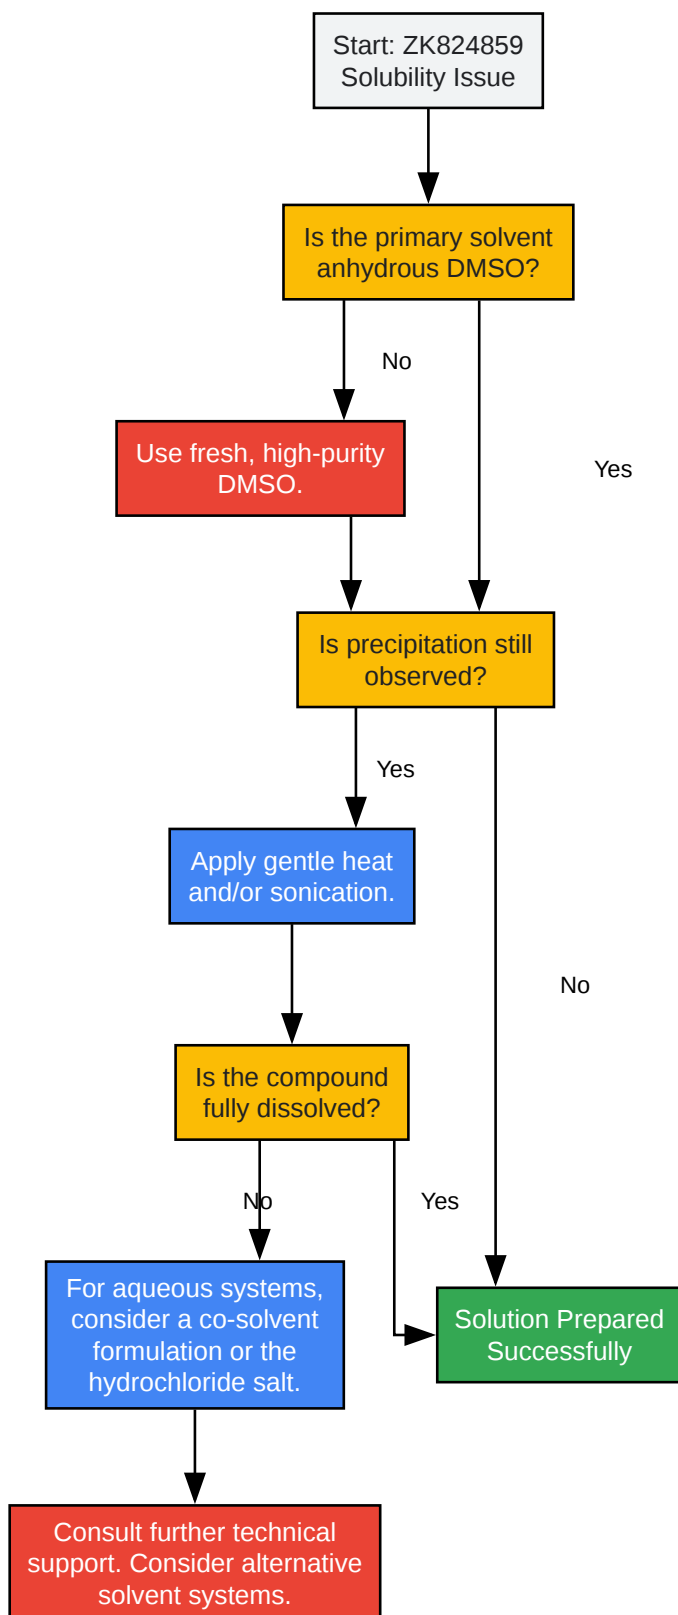 Start: ZK824859
Solubility Issue
Is the primary solvent
anhydrous DMSO?
No
Use fresh, high-purity
DMSO.
Yes
Is precipitation still
observed?
Yes
Apply gentle heat
and/or sonication.
No
Is the compound
fully dissolved?
No
Yes
For aqueous systems,
consider a co-solvent
formulation or the
hydrochloride salt.
Solution Prepared
Successfully
Consult further technical
support. Consider alternative
solvent systems.